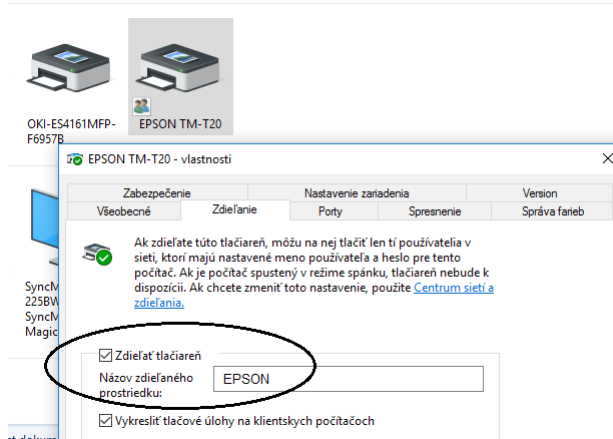 OKI-ES4161MFP-
F6957B
EPSON TM-T20
EPSON TM-T20 - vlastnosti
Zabezpečenie
Nastavenie zariadenia
Version
Všeobecné
Zdieľanie
Porty
Spresnenie
Správa farieb
Ak zdieľate túto tlačiareň, môžu na nej tlačiť len tí používatelia v
sieti, ktorí majú nastavené meno používateľa a heslo pre tento
počítač. Ak je počítač spustený v režime spánku, tlačiareň nebude k
dispozícii. Ak chcete zmeniť toto nastavenie, použite Centrum sietí a
zdieľania.
SyncM
225BW
SyncM
Magic
Zdieľať tlačiareň
Názov zdieľaného
prostriedku:
EPSON
Vykresliť tlačové úlohy na klientskych počítačoch